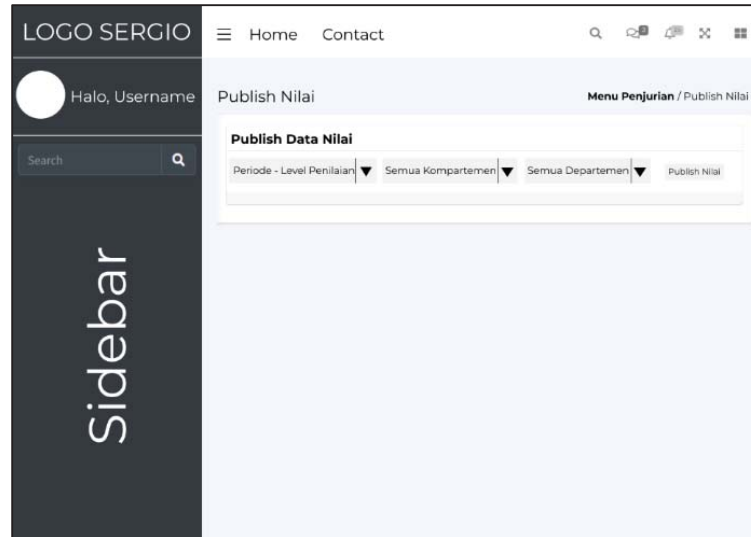 LOGO SERGIO
Home Contact
Halo, Username
Publish Nilai
Menu Penjurian / Publish Nilai
Search
Publish Data Nilai
Periode - Level Penilaian Semua Kompartemen Semua Departemen Publish Nilai
Sidebar